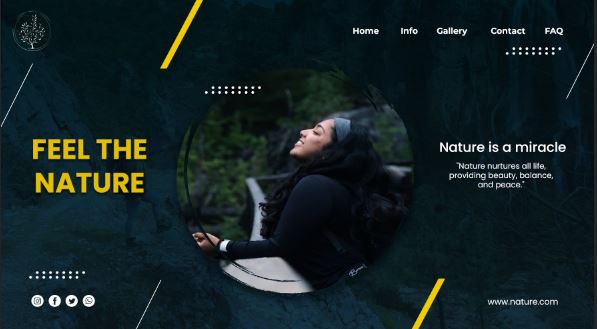 Home Info Gallery Contact FAQ
FEEL THE
NATURE
Nature is a miracle
"Nature nurtures all life,
providing beauty, balance,
and peace."
www.nature.com